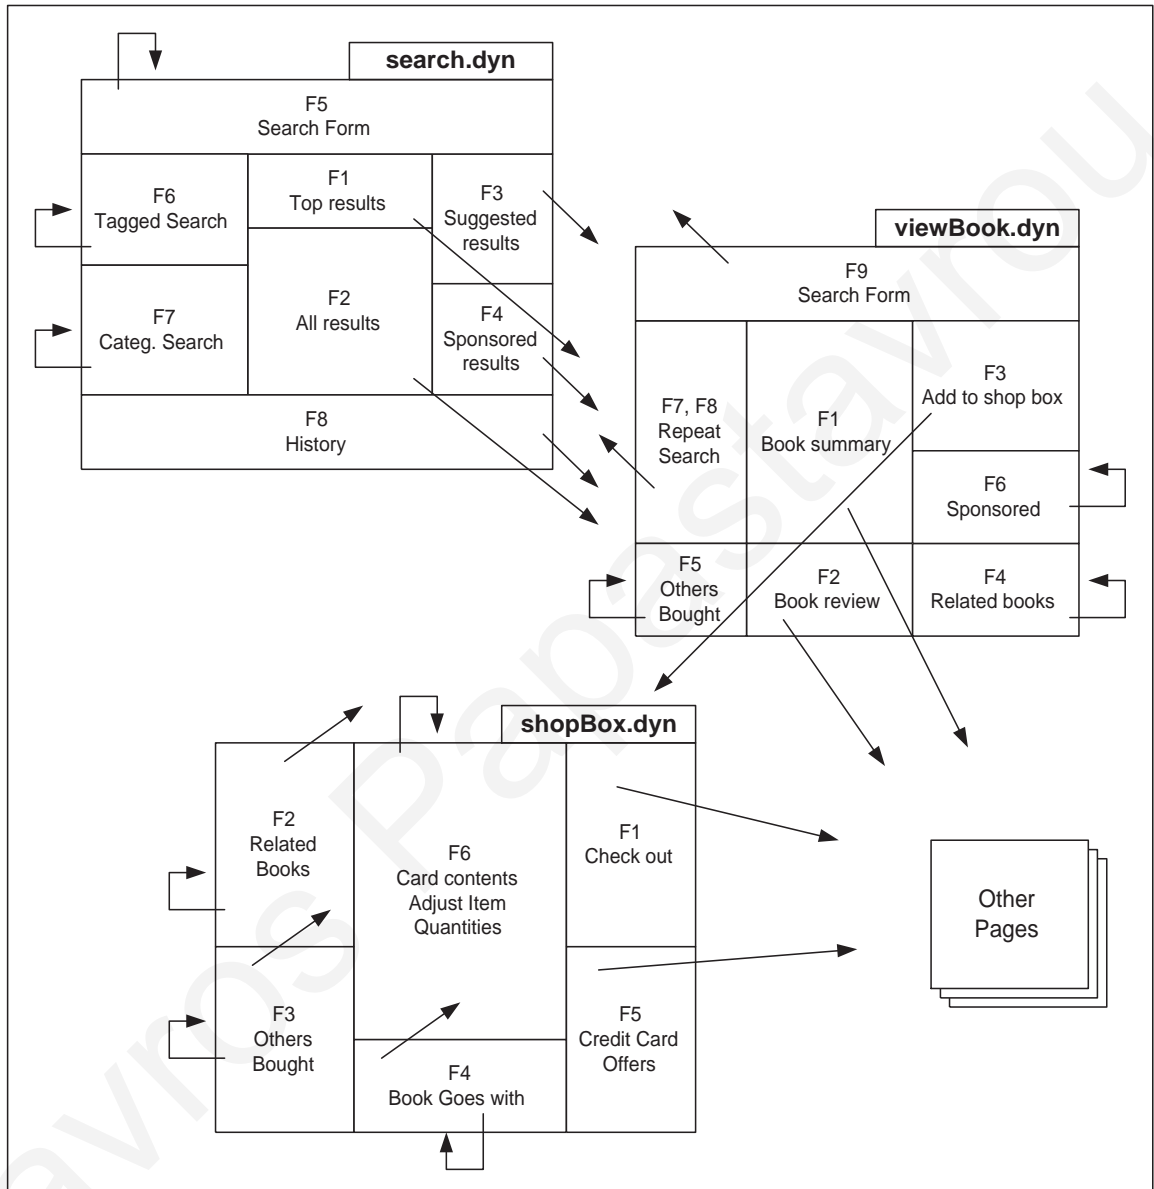 search.dyn
F5
Search Form
F6
Tagged Search
F1
Top results
F3
Suggested
results
F7
Categ. Search
F2
All results
F4
Sponsored
results
F8
History
viewBook.dyn
F9
Search Form
F7, F8
Repeat
Search
F1
Book summary
F3
Add to shop box
F6
Sponsored
F5
Others
Bought
F2
Book review
F4
Related books
shopBox.dyn
F2
Related
Books
F6
Card contents
Adjust Item
Quantities
F1
Check out
F3
Others
Bought
F4
Book Goes with
F5
Credit Card
Offers
Other
Pages
avros Papastavrou